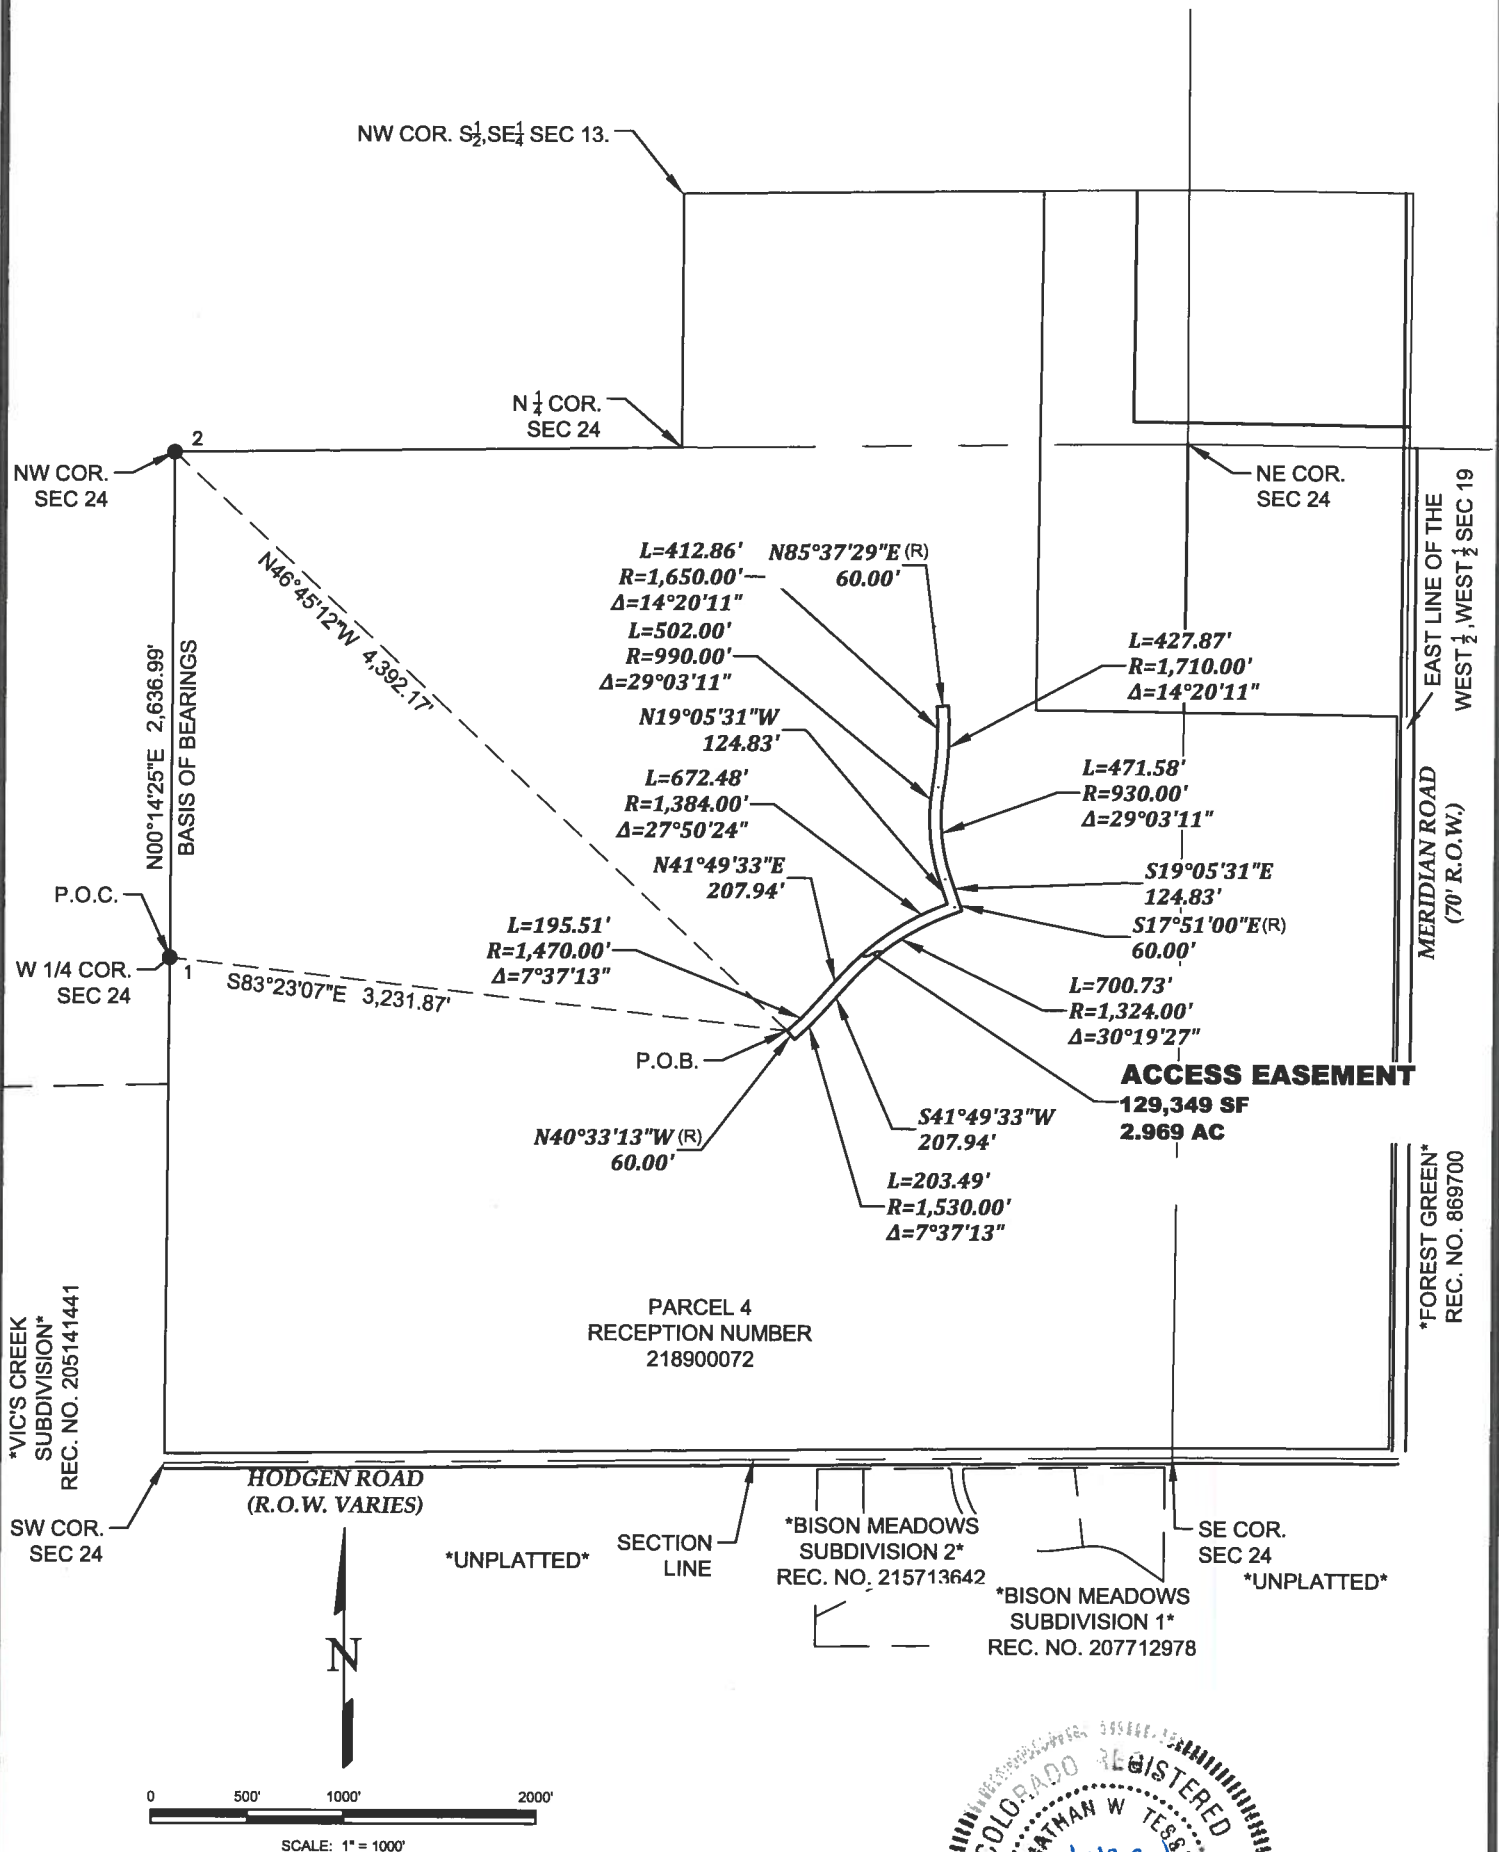 NW COR. S½,SE¼ SEC 13.
N ¼ COR.
SEC 24
2
NW COR.
SEC 24
NE COR.
SEC 24
EAST LINE OF THE
WEST ½,WEST ½ SEC 19
N46°45'12"W 4,392.17'
N00°14'25"E 2,636.99'
BASIS OF BEARINGS
L=412.86'
R=1,650.00'
Δ=14°20'11"
N85°37'29"E (R)
60.00'
L=502.00'
R=990.00'
Δ=29°03'11"
L=427.87'
R=1,710.00'
Δ=14°20'11"
N19°05'31"W
124.83'
L=672.48'
R=1,384.00'
Δ=27°50'24"
L=471.58'
R=930.00'
Δ=29°03'11"
N41°49'33"E
207.94'
S19°05'31"E
124.83'
MERIDIAN ROAD
(70' R.O.W.)
P.O.C.
L=195.51'
R=1,470.00'
Δ=7°37'13"
S17°51'00"E(R)
60.00'
W 1/4 COR.
SEC 24
1
S83°23'07"E 3,231.87'
L=700.73'
R=1,324.00'
Δ=30°19'27"
P.O.B.
ACCESS EASEMENT
129,349 SF
2.969 AC
N40°33'13"W (R)
60.00'
S41°49'33"W
207.94'
L=203.49'
R=1,530.00'
Δ=7°37'13"
*FOREST GREEN*
REC. NO. 869700
PARCEL 4
RECEPTION NUMBER
218900072
*VIC'S CREEK
SUBDIVISION*
REC. NO. 205141441
HODGEN ROAD
(R.O.W. VARIES)
SW COR.
SEC 24
*UNPLATTED*
SECTION
LINE
*BISON MEADOWS
SUBDIVISION 2*
REC. NO. 215713642
SE COR.
SEC 24
*UNPLATTED*
*BISON MEADOWS
SUBDIVISION 1*
REC. NO. 207712978
N
0 500' 1000' 2000'
SCALE: 1" = 1000'
COLORADO REGISTERED